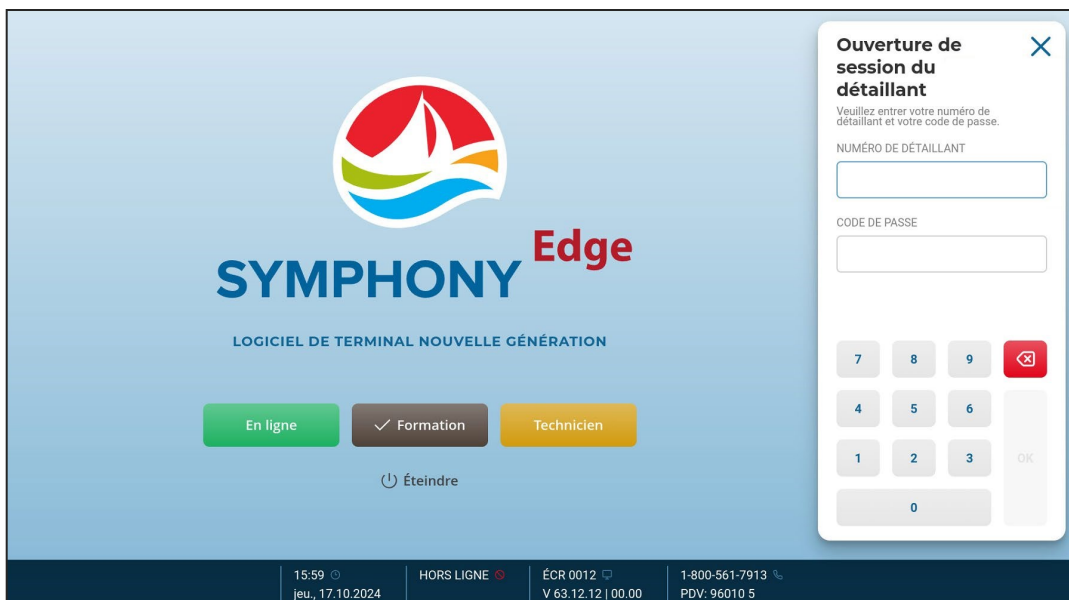 SYMPHONY Edge
LOGICIEL DE TERMINAL NOUVELLE GÉNÉRATION
En ligne
Formation
Technicien
Éteindre
Ouverture de
session du
détaillant
Veuillez entrer votre numéro de
détaillant et votre code de passe.
NUMÉRO DE DÉTAILLANT
CODE DE PASSE
7 8 9
4 5 6
1 2 3 OK
0
15:59
jeu., 17.10.2024
HORS LIGNE
ÉCR 0012
V 63.12.12 | 00.00
1-800-561-7913
PDV: 96010 5